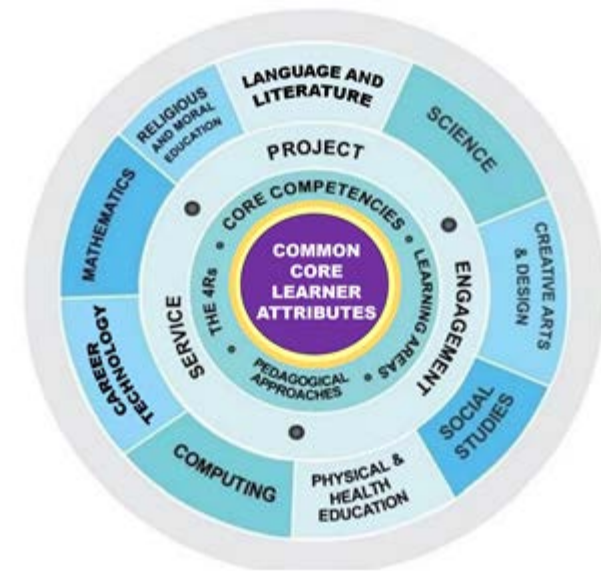 LANGUAGE AND
LITERATURE
SCIENCE
CREATIVE ARTS
& DESIGN
SOCIAL
STUDIES
PHYSICAL &
HEALTH
EDUCATION
COMPUTING
CAREER
TECHNOLOGY
MATHEMATICS
RELIGIOUS
AND MORAL
EDUCATION
PROJECT
ENGAGEMENT
SERVICE
CORE COMPETENCIES
LEARNING AREAS
PEDAGOGICAL
APPROACHES
THE 4Rs
COMMON
CORE
LEARNER
ATTRIBUTES